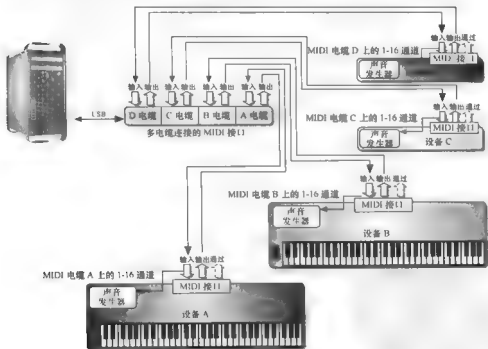 输入 输出 通过
MIDI 电缆 D 上的 1-16 通道
MIDI 接口
声音
发生器
输入 输出 输入 输出 输入 输出 输入 输出
USB
D 电缆 C 电缆 B 电缆 A 电缆
多电缆连接的 MIDI 接口
输入 输出 通过
MIDI 电缆 C 上的 1-16 通道
MIDI 接口
声音
发生器
设备 C
输入 输出 通过
MIDI 电缆 B 上的 1-16 通道
MIDI 接口
声音
发生器
设备 B
输入 输出 通过
MIDI 电缆 A 上的 1-16 通道
MIDI 接口
声音
发生器
设备 A